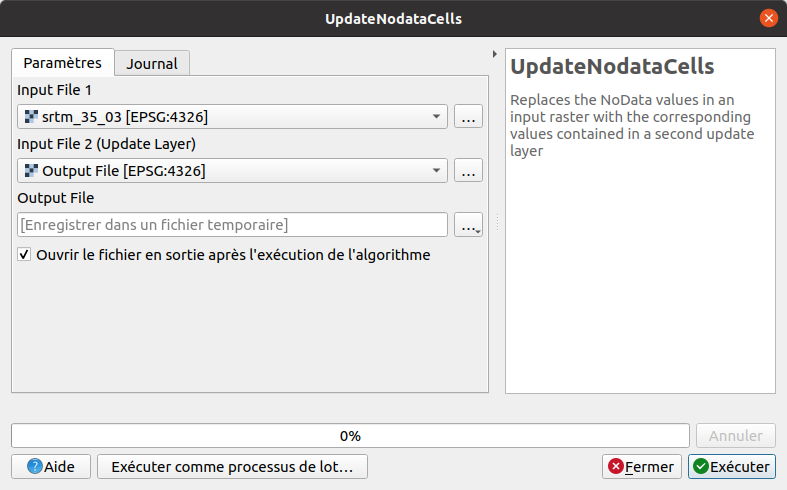 UpdateNodataCells
Paramètres
Journal
Input File 1
srtm_35_03 [EPSG:4326]
...
Input File 2 (Update Layer)
Output File [EPSG:4326]
...
Output File
[Enregistrer dans un fichier temporaire]
...
Ouvrir le fichier en sortie après l'exécution de l'algorithme
UpdateNodataCells
Replaces the NoData values in an
input raster with the corresponding
values contained in a second update
layer
0%
Annuler
Aide
Exécuter comme processus de lot...
Fermer
Exécuter